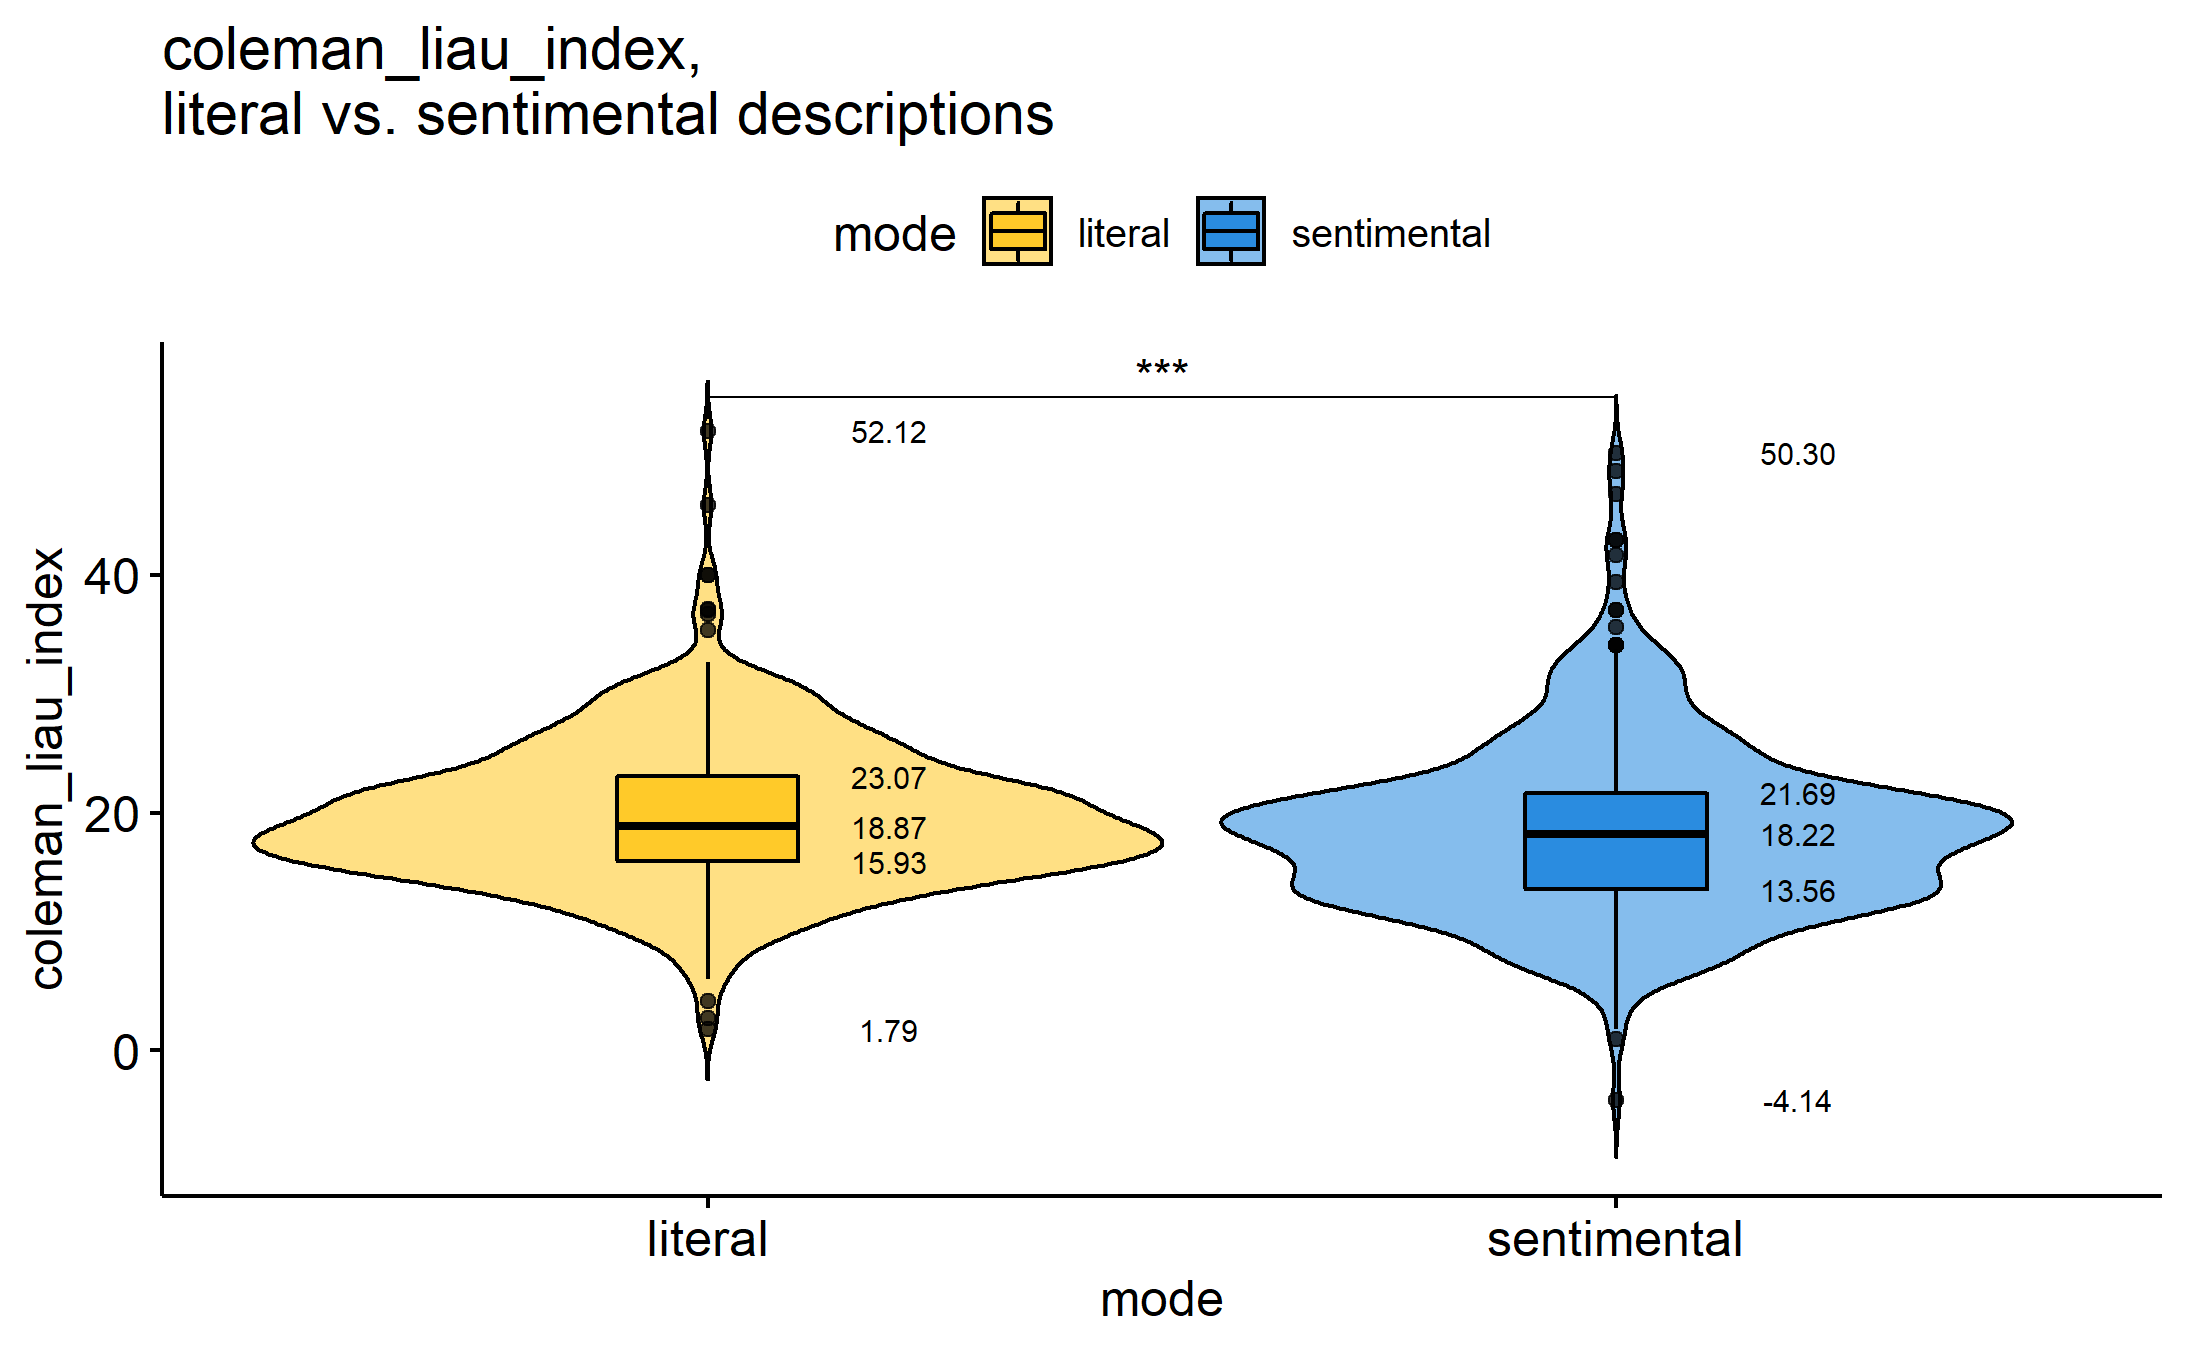 coleman_liau_index,
literal vs. sentimental descriptions
mode literal sentimental
***
52.12
50.30
40
23.07
21.69
20
18.87
18.22
15.93
13.56
1.79
0
-4.14
coleman_liau_index
literal sentimental
mode